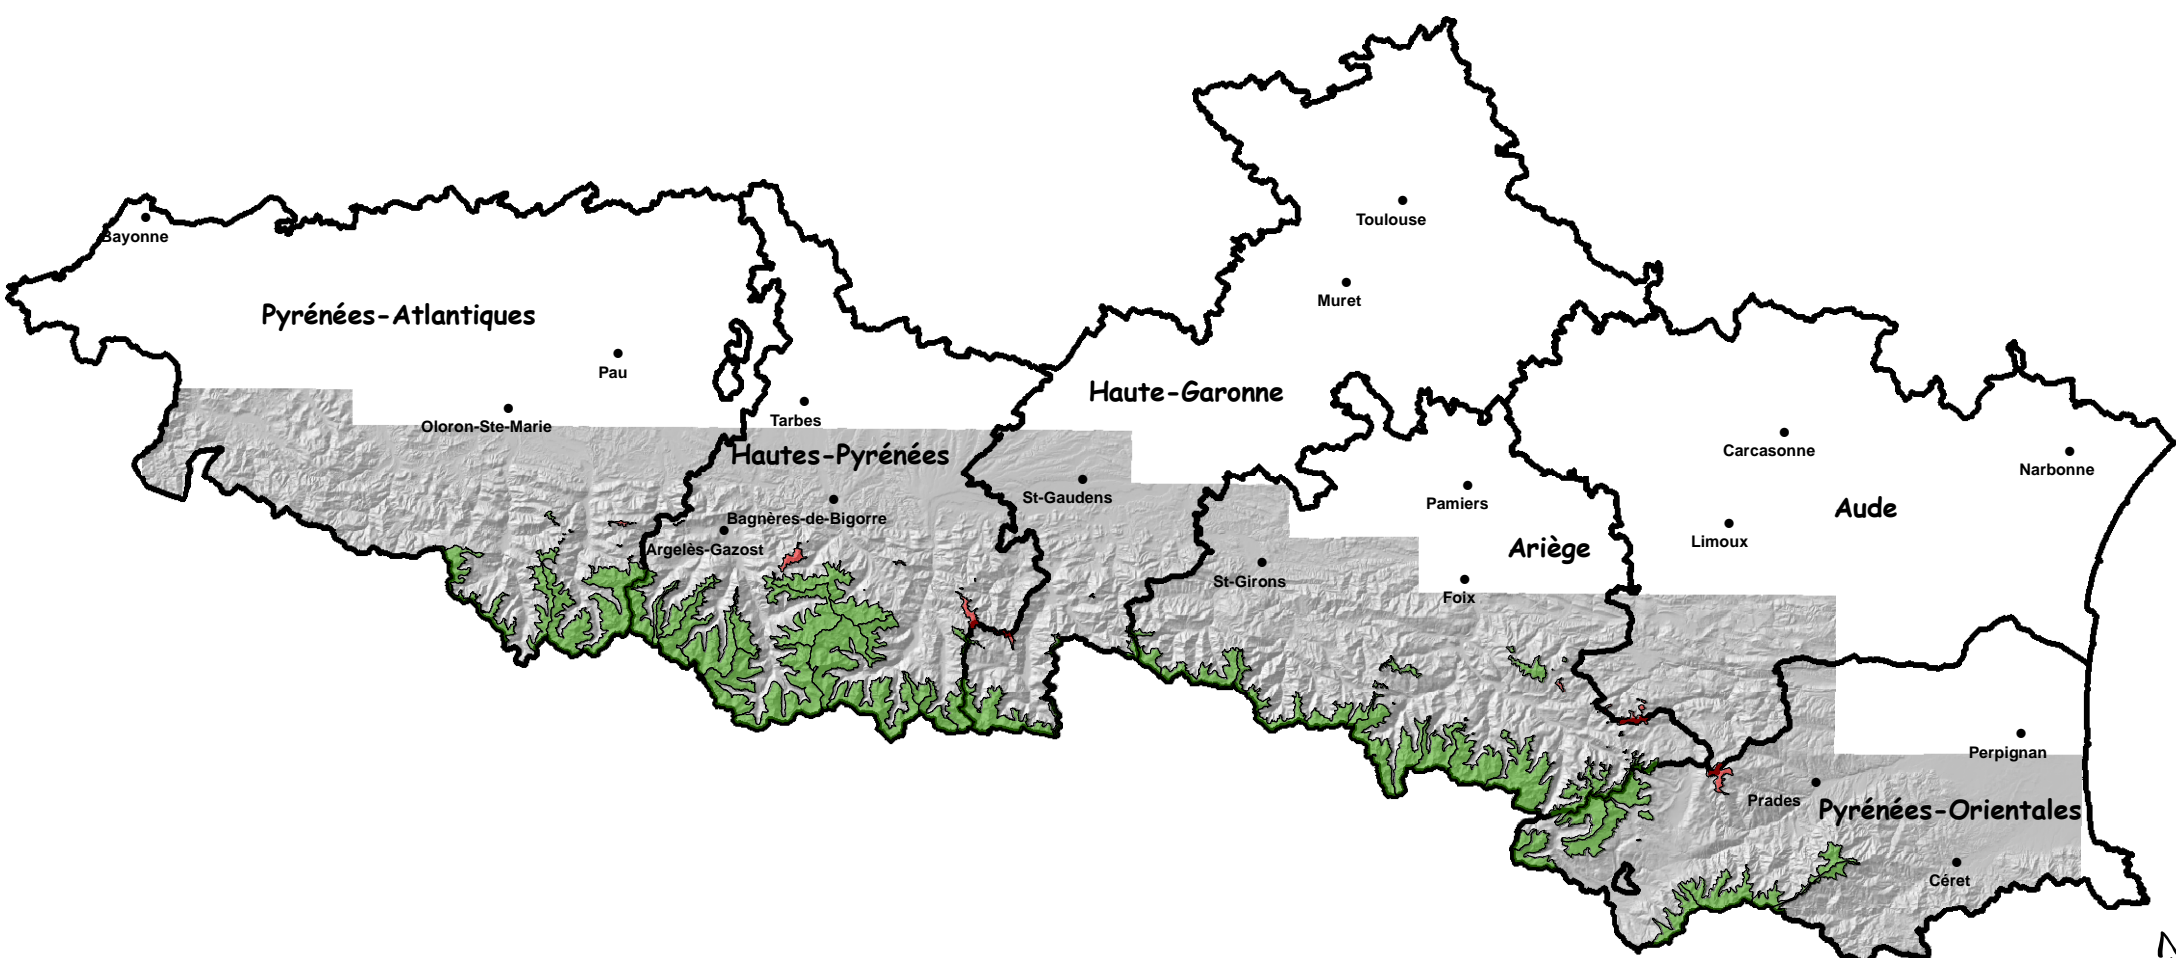 Toulouse
Bayonne
Muret
Pyrénées-Atlantiques
Pau
Haute-Garonne
Oloron-Ste-Marie
Tarbes
Carcasonne
Hautes-Pyrénées
Narbonne
St-Gaudens
Pamiers
Aude
Bagnères-de-Bigorre
Limoux
Argelès-Gazost
Ariège
St-Girons
Foix
Perpignan
Prades
Pyrénées-Orientales
Céret
N